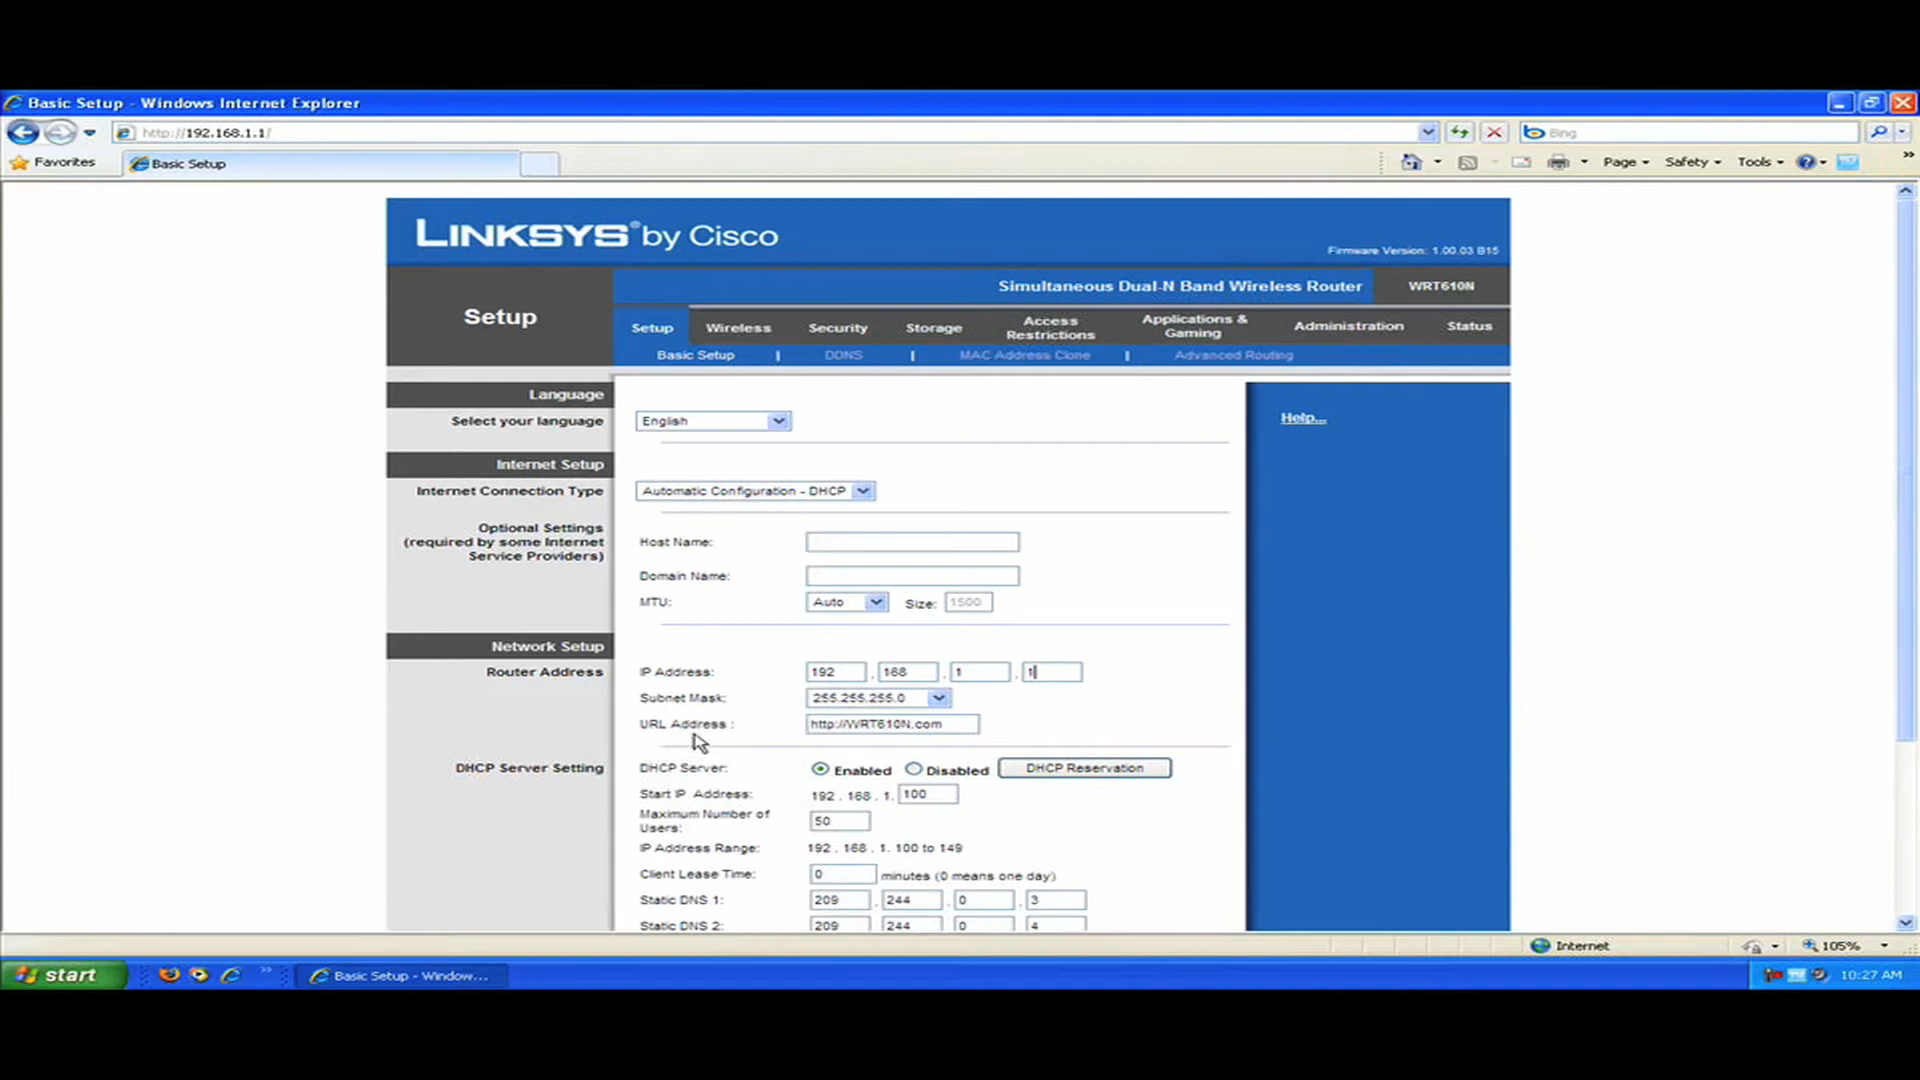 Basic Setup - Windows Internet Explorer
http://192.168.1.1/
Bing
Favorites
Basic Setup
Page
Safety
Tools
»
LINKSYS® by Cisco
Firmware Version: 1.00.03 B15
Simultaneous Dual-N Band Wireless Router
WRT610N
Setup
Setup
Wireless
Security
Storage
Access Restrictions
Applications & Gaming
Administration
Status
Basic Setup | DDNS | MAC Address Clone | Advanced Routing
Language
Select your language
English
Help...
Internet Setup
Internet Connection Type
Automatic Configuration - DHCP
Optional Settings
(required by some Internet
Service Providers)
Host Name:
Domain Name:
MTU: Auto Size: 1500
Network Setup
Router Address
IP Address: 192 . 168 . 1 . 1
Subnet Mask: 255.255.255.0
URL Address : http://WRT610N.com
DHCP Server Setting
DHCP Server: Enabled Disabled DHCP Reservation
Start IP Address: 192 . 168 . 1. 100
Maximum Number of
Users: 50
IP Address Range: 192 . 168 . 1. 100 to 149
Client Lease Time: 0 minutes (0 means one day)
Static DNS 1: 209 . 244 . 0 . 3
Static DNS 2: 209 244 0 4
Internet
105%
start
»
Basic Setup - Window...
10:27 AM